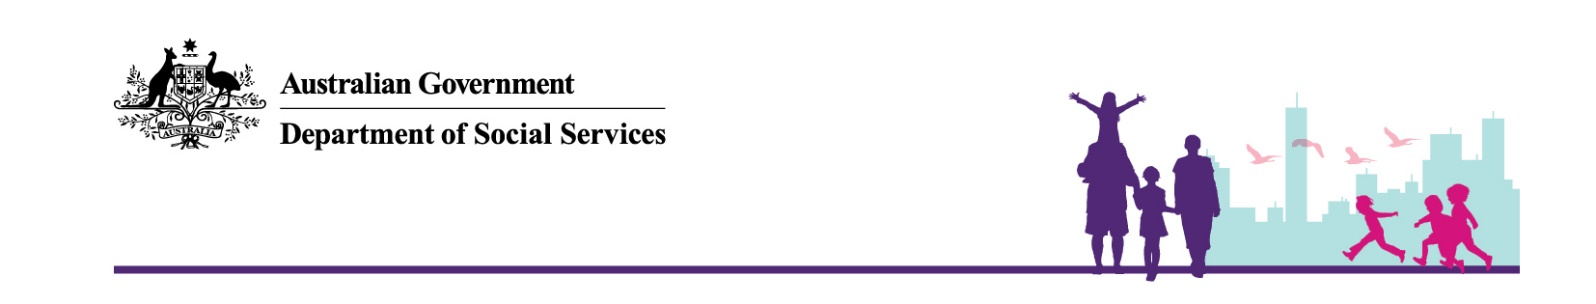 Australian Government
Department of Social Services
AUSTRALIA